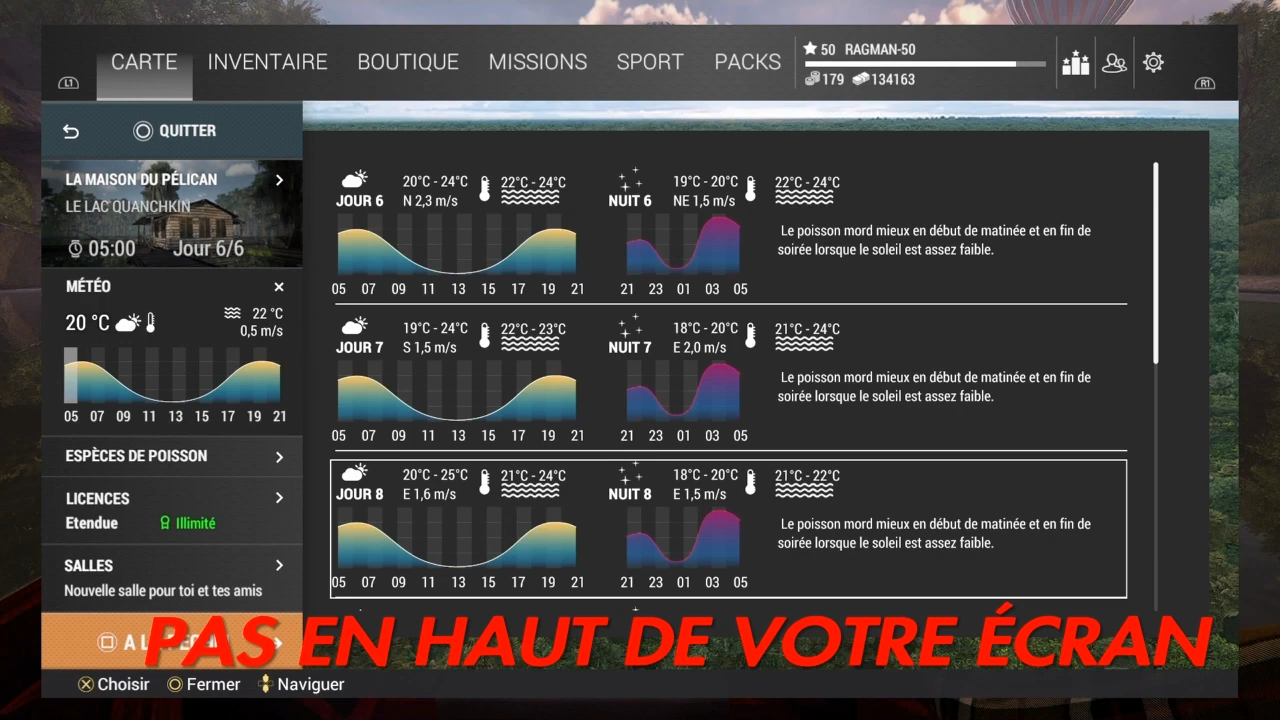 L1
CARTE INVENTAIRE BOUTIQUE MISSIONS SPORT PACKS
50 RAGMAN-50
179 134163
R1
QUITTER
LA MAISON DU PÉLICAN
LE LAC QUANCHKIN
05:00 Jour 6/6
MÉTÉO
20 °C
22 °C
0,5 m/s
05 07 09 11 13 15 17 19 21
ESPÈCES DE POISSON
LICENCES
Etendue Illimité
SALLES
Nouvelle salle pour toi et tes amis
JOUR 6
20°C - 24°C
N 2,3 m/s
22°C - 24°C
NUIT 6
19°C - 20°C
NE 1,5 m/s
22°C - 24°C
Le poisson mord mieux en début de matinée et en fin de
soirée lorsque le soleil est assez faible.
05 07 09 11 13 15 17 19 21
21 23 01 03 05
JOUR 7
19°C - 24°C
S 1,5 m/s
22°C - 23°C
NUIT 7
18°C - 20°C
E 2,0 m/s
21°C - 24°C
Le poisson mord mieux en début de matinée et en fin de
soirée lorsque le soleil est assez faible.
05 07 09 11 13 15 17 19 21
21 23 01 03 05
JOUR 8
20°C - 25°C
E 1,6 m/s
21°C - 24°C
NUIT 8
18°C - 20°C
E 1,5 m/s
21°C - 22°C
Le poisson mord mieux en début de matinée et en fin de
soirée lorsque le soleil est assez faible.
05 07 09 11 13 15 17 19 21
21 23 01 03 05
PAS EN HAUT DE VOTRE ÉCRAN
Choisir Fermer Naviguer